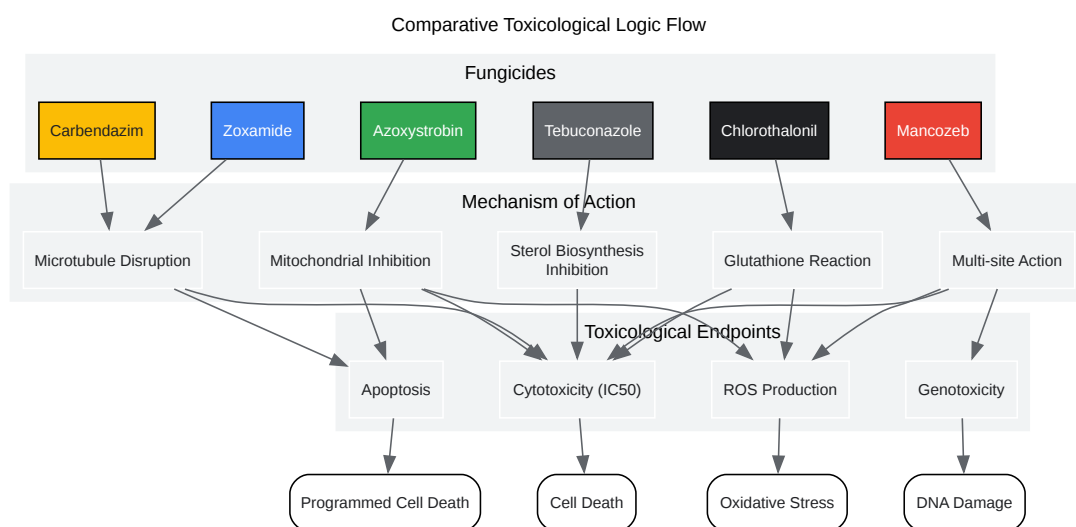 Comparative Toxicological Logic Flow
Fungicides
Carbendazim
Zoxamide
Azoxystrobin
Tebuconazole
Chlorothalonil
Mancozeb
Mechanism of Action
Microtubule Disruption
Mitochondrial Inhibition
Sterol Biosynthesis
Inhibition
Glutathione Reaction
Multi-site Action
Toxicological Endpoints
Apoptosis
Cytotoxicity (IC50)
ROS Production
Genotoxicity
Programmed Cell Death
Cell Death
Oxidative Stress
DNA Damage